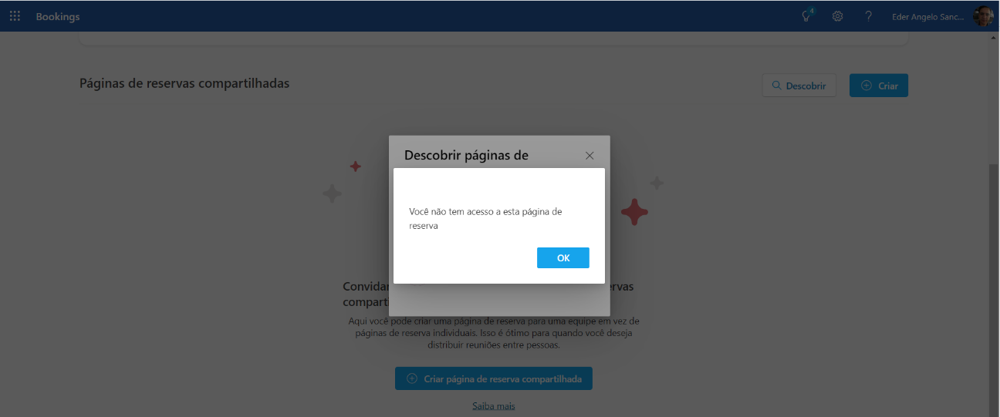 Bookings
4
?
Eder Angelo Sanc...
Páginas de reservas compartilhadas
Descobrir
Criar
Descobrir páginas de
Você não tem acesso a esta página de
reserva
OK
Convidar
ervas
compart
Aqui você pode criar uma página de reserva para uma equipe em vez de
páginas de reserva individuais. Isso é ótimo para quando você deseja
distribuir reuniões entre pessoas.
Criar página de reserva compartilhada
Saiba mais